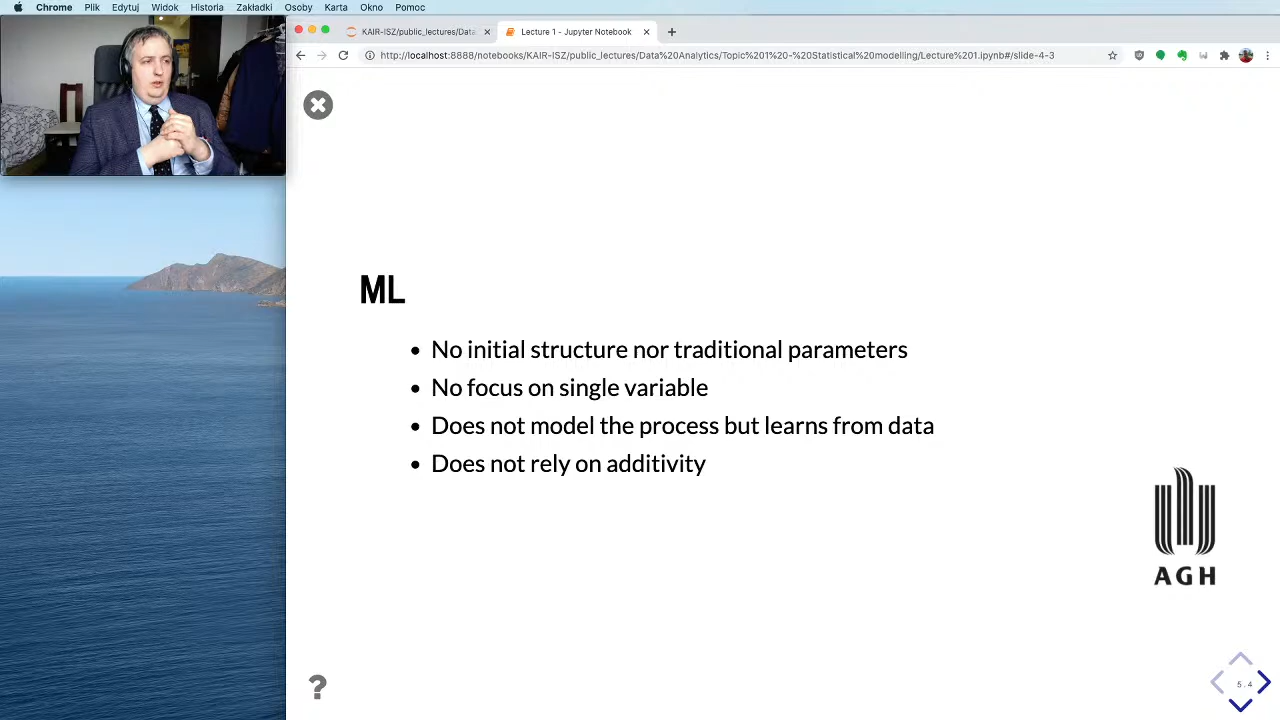 Chrome Plik Edytuj Widok Historia Zakładki Osoby Karta Okno Pomoc
KAIR-ISZ/public_lectures/Data
Lecture 1 - Jupyter Notebook
http://localhost:8888/notebooks/KAIR-ISZ/public_lectures/Data%20Analytics/Topic%201%20-%20Statistical%20modelling/Lecture%201.ipynb#/slide-4-3
ML
• No initial structure nor traditional parameters
• No focus on single variable
• Does not model the process but learns from data
• Does not rely on additivity
AGH
?
5.4